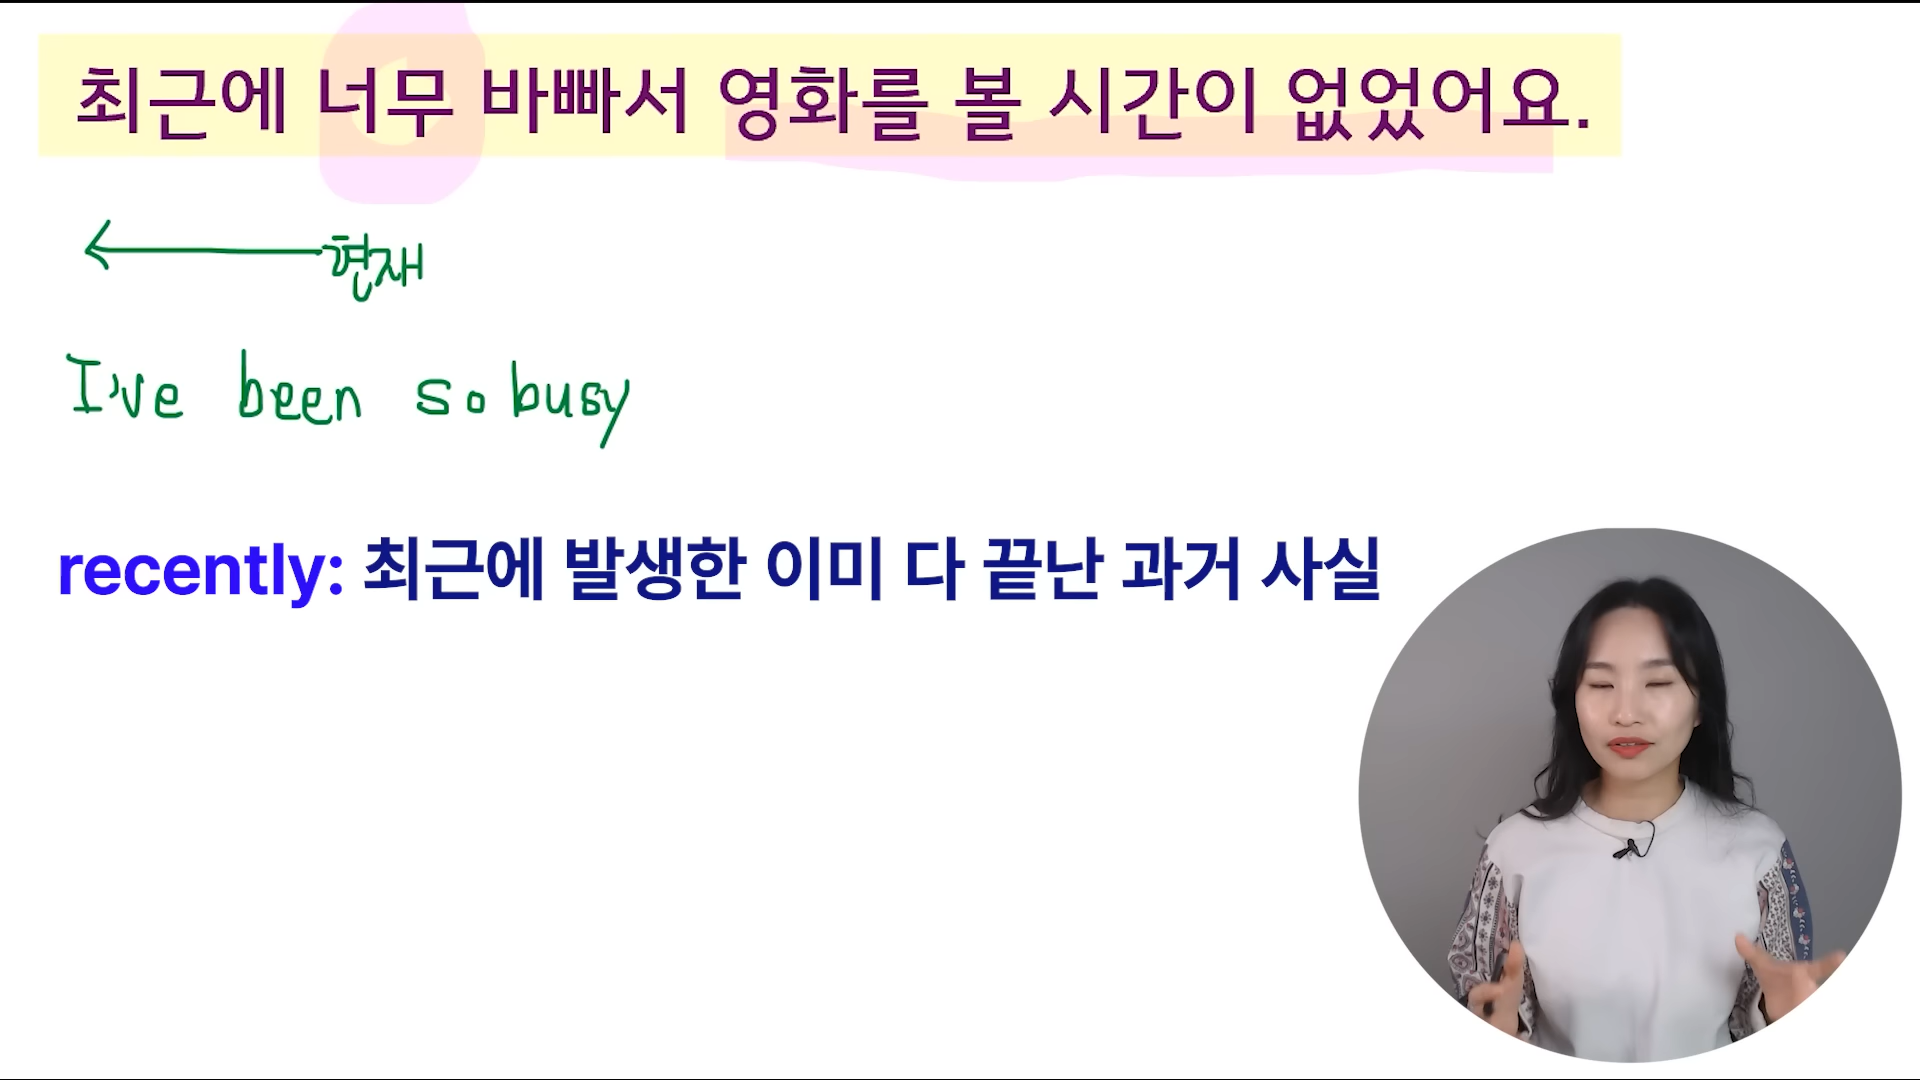 최근에 너무 바빠서 영화를 볼 시간이 없었어요.
현재
I've been so busy
recently: 최근에 발생한 이미 다 끝난 과거 사실